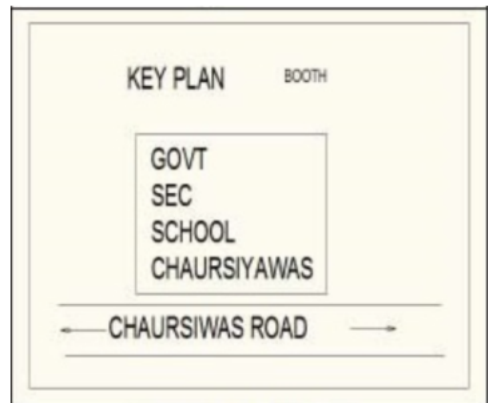 KEY PLAN BOOTH
GOVT
SEC
SCHOOL
CHAURSIYAWAS
CHAURSIWAS ROAD